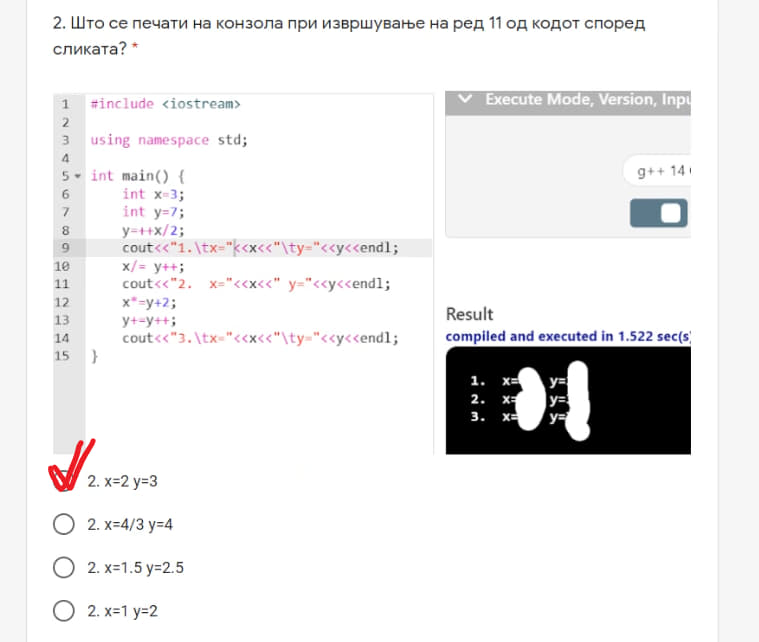 2. Што се печати на конзола при извршување на ред 11 од кодот според
сликата? *
1 #include <iostream>
2
3 using namespace std;
4
5 int main() {
6 int x=3;
7 int y=7;
8 y=++x/2;
9 cout<<"1.\tx="<<x<<"\ty="<<y<<endl;
10 x/= y++;
11 cout<<"2.  x="<<x<<" y="<<y<<endl;
12 x*=y+2;
13 y+=y++;
14 cout<<"3.\tx="<<x<<"\ty="<<y<<endl;
15 }
Execute Mode, Version, Inpu
g++ 14
Result
compiled and executed in 1.522 sec(s)
1. x= y=
2. x= y=
3. x= y=
2. x=2 y=3
2. x=4/3 y=4
2. x=1.5 y=2.5
2. x=1 y=2